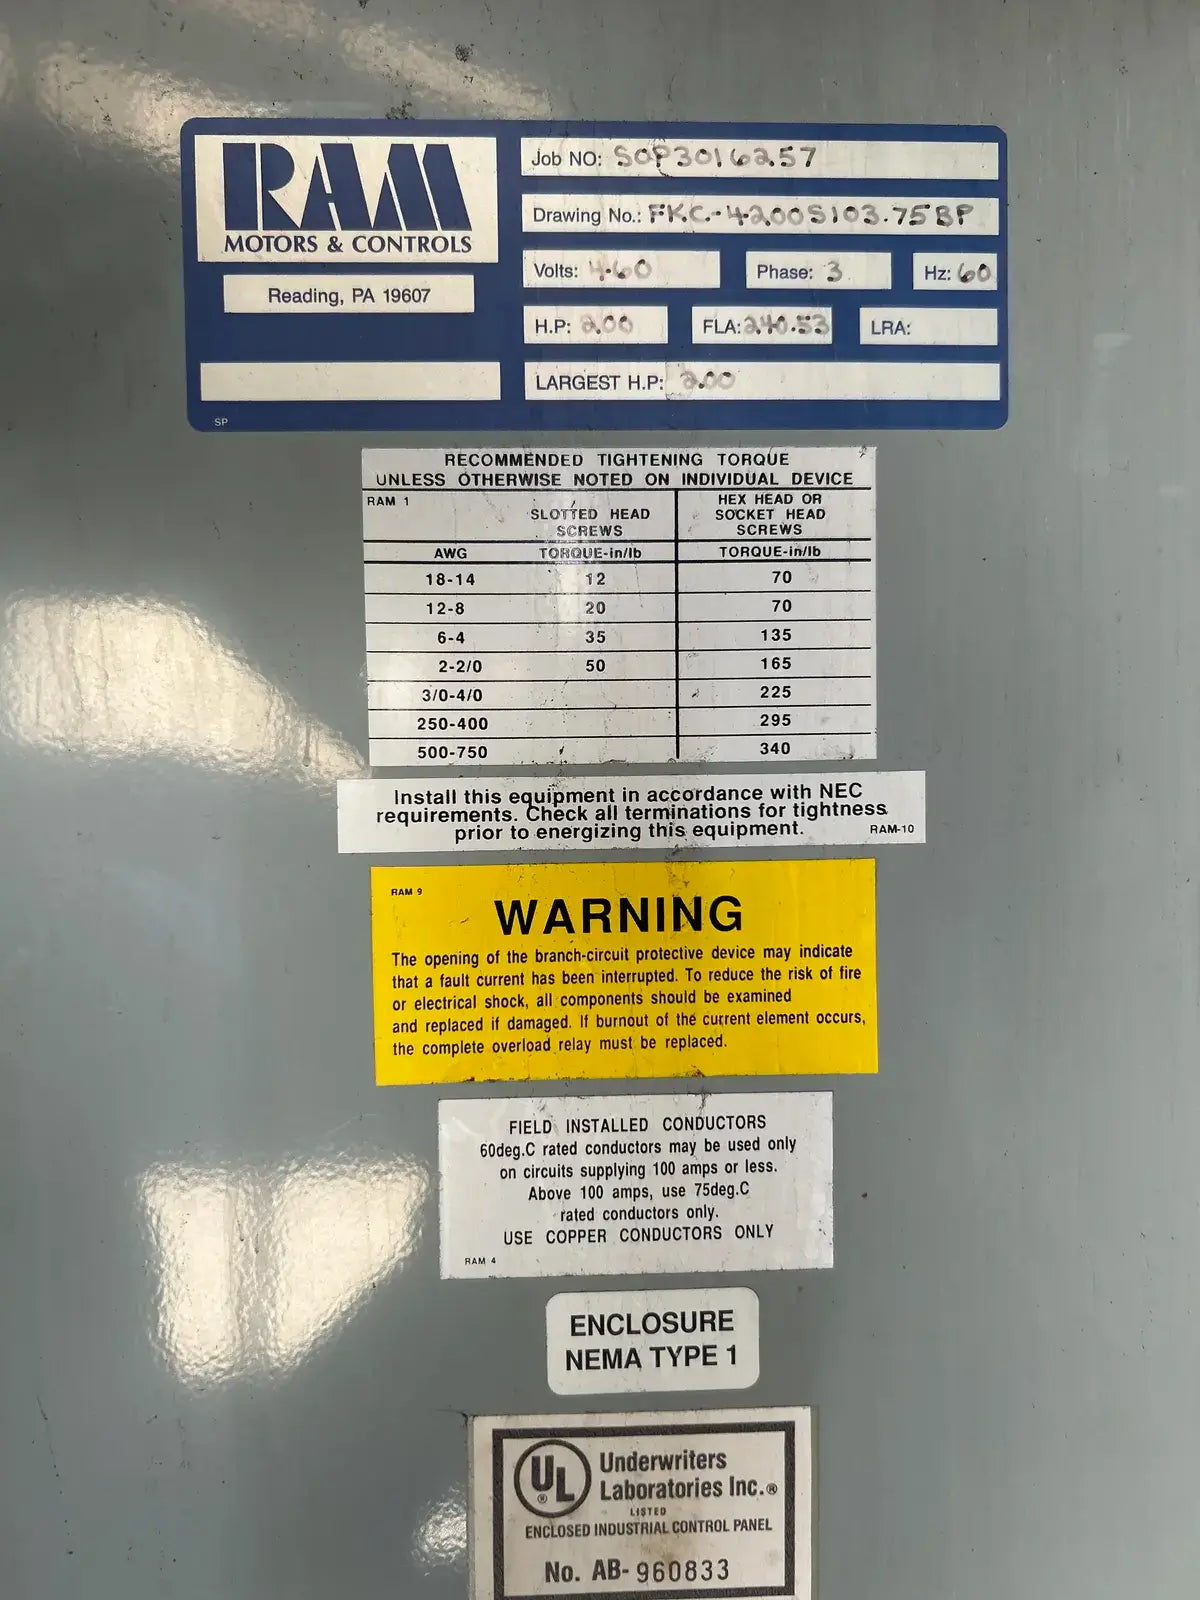 RAM
MOTORS & CONTROLS
Reading, PA 19607
SP
Job NO: SOP3016257
Drawing No.: FKC-4200S103.75BP
Volts: 460
Phase: 3
Hz: 60
H.P: 200
FLA: 240.53
LRA:
LARGEST H.P: 200
RECOMMENDED TIGHTENING TORQUE
UNLESS OTHERWISE NOTED ON INDIVIDUAL DEVICE
RAM 1
SLOTTED HEAD
SCREWS
HEX HEAD OR
SOCKET HEAD
SCREWS
AWG TORQUE-in/lb TORQUE-in/lb
18-14 12 70
12-8 20 70
6-4 35 135
2-2/0 50 165
3/0-4/0 225
250-400 295
500-750 340
Install this equipment in accordance with NEC
requirements. Check all terminations for tightness
prior to energizing this equipment.
RAM-10
RAM 9
WARNING
The opening of the branch-circuit protective device may indicate
that a fault current has been interrupted. To reduce the risk of fire
or electrical shock, all components should be examined
and replaced if damaged. If burnout of the current element occurs,
the complete overload relay must be replaced.
FIELD INSTALLED CONDUCTORS
60deg.C rated conductors may be used only
on circuits supplying 100 amps or less.
Above 100 amps, use 75deg.C
rated conductors only.
USE COPPER CONDUCTORS ONLY
RAM 4
ENCLOSURE
NEMA TYPE 1
UL®
Underwriters
Laboratories Inc.®
LISTED
ENCLOSED INDUSTRIAL CONTROL PANEL
No. AB-960833